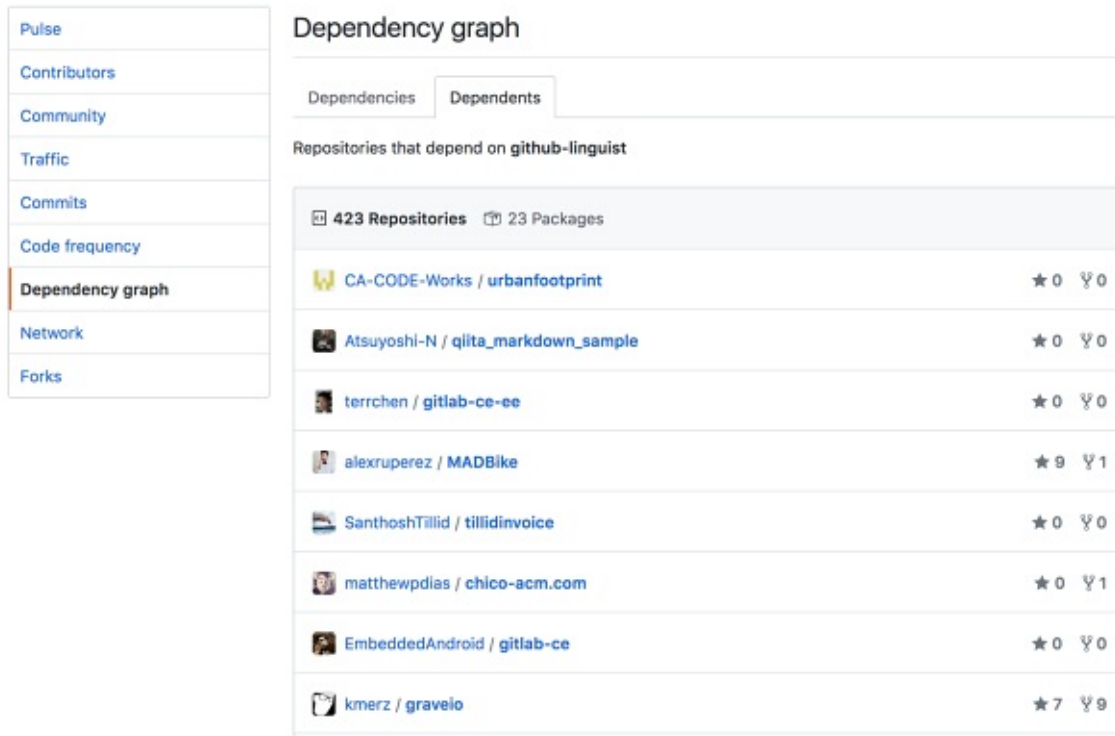 Pulse
Contributors
Community
Traffic
Commits
Code frequency
Dependency graph
Network
Forks
Dependency graph
Dependencies Dependents
Repositories that depend on github-linguist
423 Repositories 23 Packages
CA-CODE-Works / urbanfootprint 0 0
Atsuyoshi-N / qiita_markdown_sample 0 0
terrchen / gitlab-ce-ee 0 0
alexruperez / MADBike 9 1
SanthoshTillid / tillidinvoice 0 0
matthewpdias / chico-acm.com 0 1
EmbeddedAndroid / gitlab-ce 0 0
kmerz / graveio 7 9